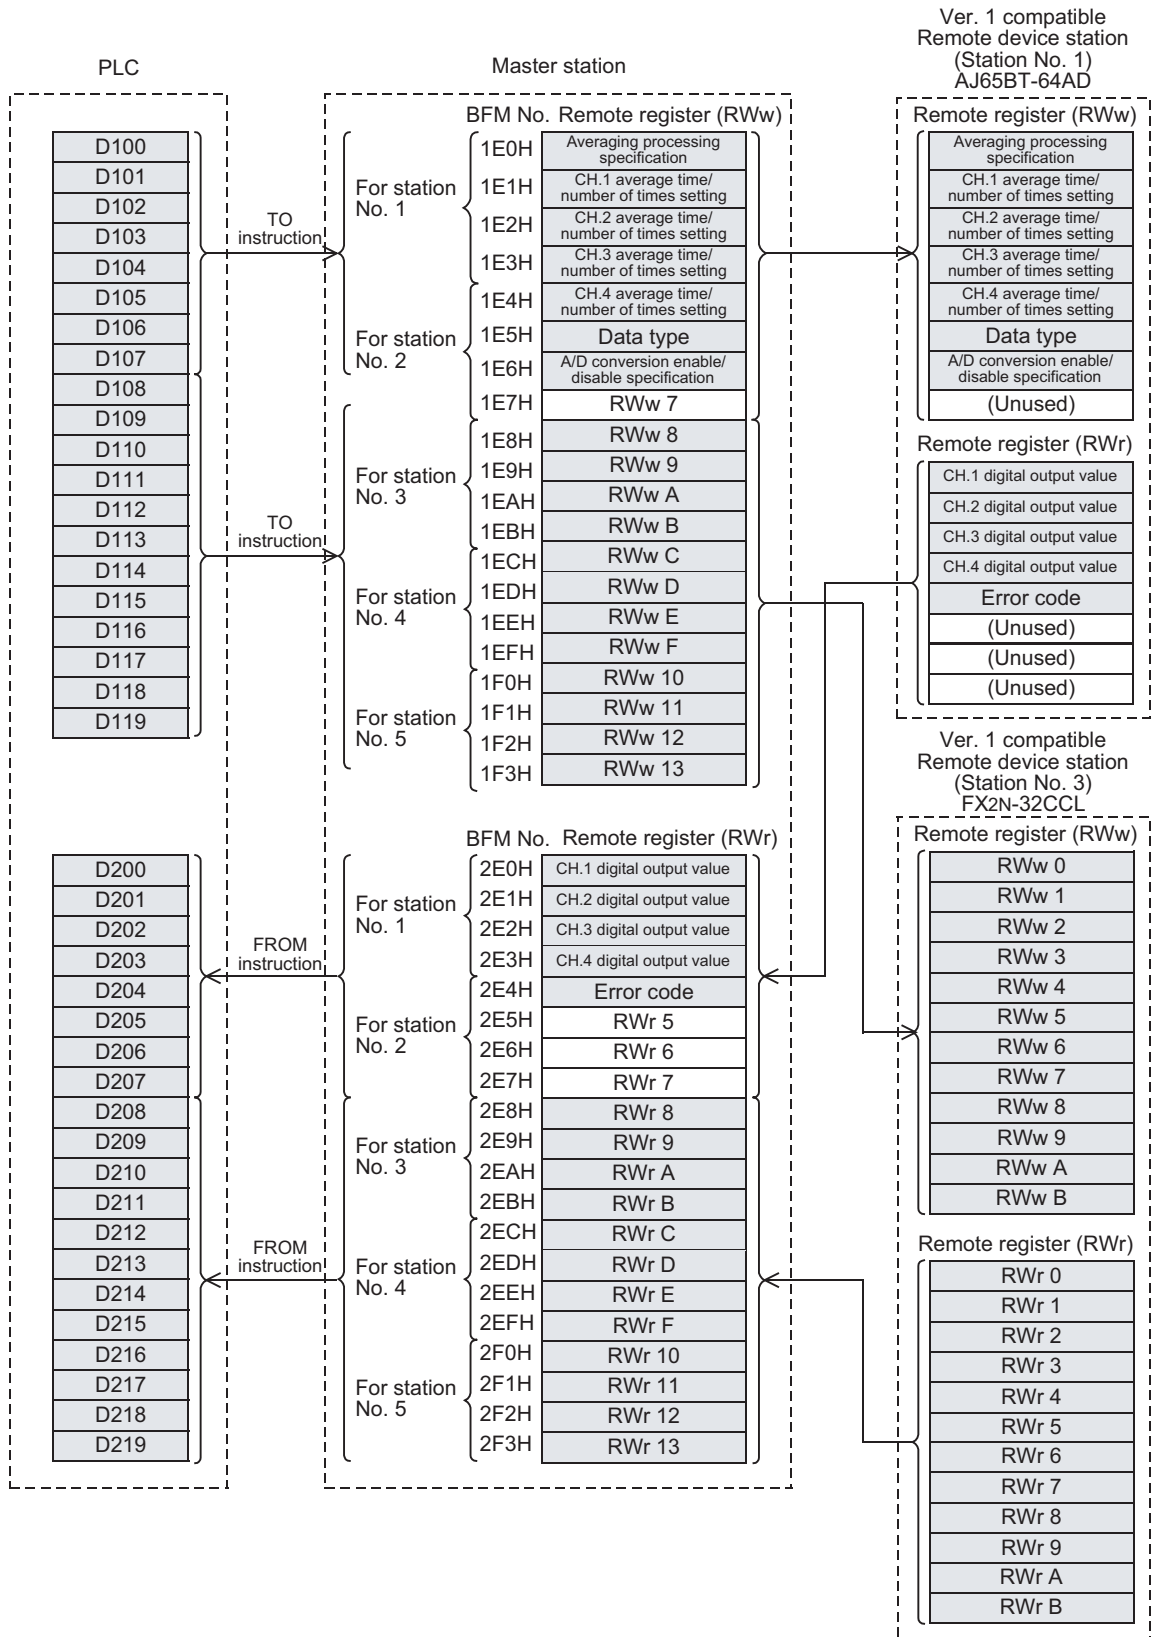 PLC
D100
D101
D102
D103
D104
D105
D106
D107
D108
D109
D110
D111
D112
D113
D114
D115
D116
D117
D118
D119
TO
instruction
TO
instruction
D200
D201
D202
D203
D204
D205
D206
D207
D208
D209
D210
D211
D212
D213
D214
D215
D216
D217
D218
D219
FROM
instruction
FROM
instruction
Master station
BFM No. Remote register (RWw)
For station
No. 1
1E0H Averaging processing
specification
1E1H CH.1 average time/
number of times setting
1E2H CH.2 average time/
number of times setting
1E3H CH.3 average time/
number of times setting
For station
No. 2
1E4H CH.4 average time/
number of times setting
1E5H Data type
1E6H A/D conversion enable/
disable specification
1E7H RWw 7
For station
No. 3
1E8H RWw 8
1E9H RWw 9
1EAH RWw A
1EBH RWw B
For station
No. 4
1ECH RWw C
1EDH RWw D
1EEH RWw E
1EFH RWw F
For station
No. 5
1F0H RWw 10
1F1H RWw 11
1F2H RWw 12
1F3H RWw 13
BFM No. Remote register (RWr)
For station
No. 1
2E0H CH.1 digital output value
2E1H CH.2 digital output value
2E2H CH.3 digital output value
2E3H CH.4 digital output value
For station
No. 2
2E4H Error code
2E5H RWr 5
2E6H RWr 6
2E7H RWr 7
For station
No. 3
2E8H RWr 8
2E9H RWr 9
2EAH RWr A
2EBH RWr B
For station
No. 4
2ECH RWr C
2EDH RWr D
2EEH RWr E
2EFH RWr F
For station
No. 5
2F0H RWr 10
2F1H RWr 11
2F2H RWr 12
2F3H RWr 13
Ver. 1 compatible
Remote device station
(Station No. 1)
AJ65BT-64AD
Remote register (RWw)
Averaging processing
specification
CH.1 average time/
number of times setting
CH.2 average time/
number of times setting
CH.3 average time/
number of times setting
CH.4 average time/
number of times setting
Data type
A/D conversion enable/
disable specification
(Unused)
Remote register (RWr)
CH.1 digital output value
CH.2 digital output value
CH.3 digital output value
CH.4 digital output value
Error code
(Unused)
(Unused)
(Unused)
Ver. 1 compatible
Remote device station
(Station No. 3)
FX2N-32CCL
Remote register (RWw)
RWw 0
RWw 1
RWw 2
RWw 3
RWw 4
RWw 5
RWw 6
RWw 7
RWw 8
RWw 9
RWw A
RWw B
Remote register (RWr)
RWr 0
RWr 1
RWr 2
RWr 3
RWr 4
RWr 5
RWr 6
RWr 7
RWr 8
RWr 9
RWr A
RWr B